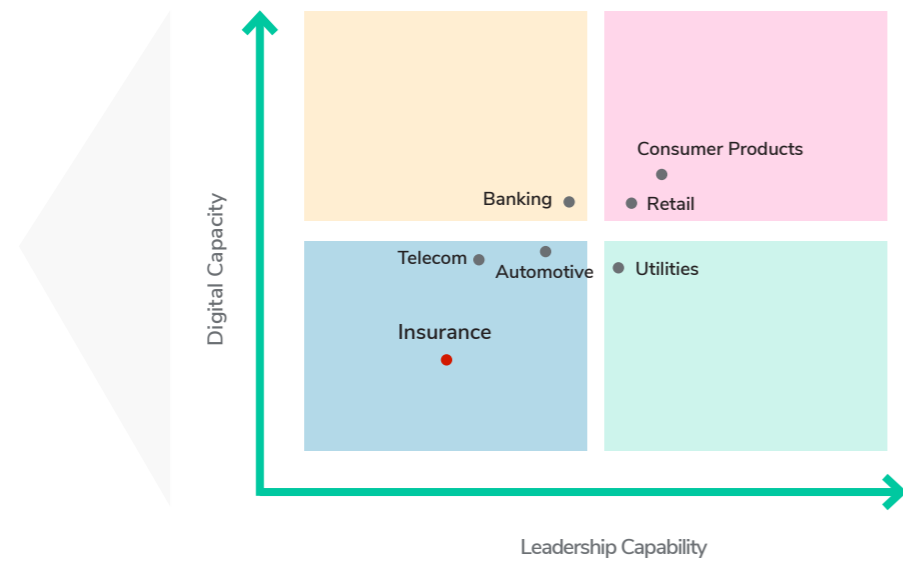 Consumer Products
Banking
Retail
Telecom
Automotive
Utilities
Insurance
Digital Capacity
Leadership Capability